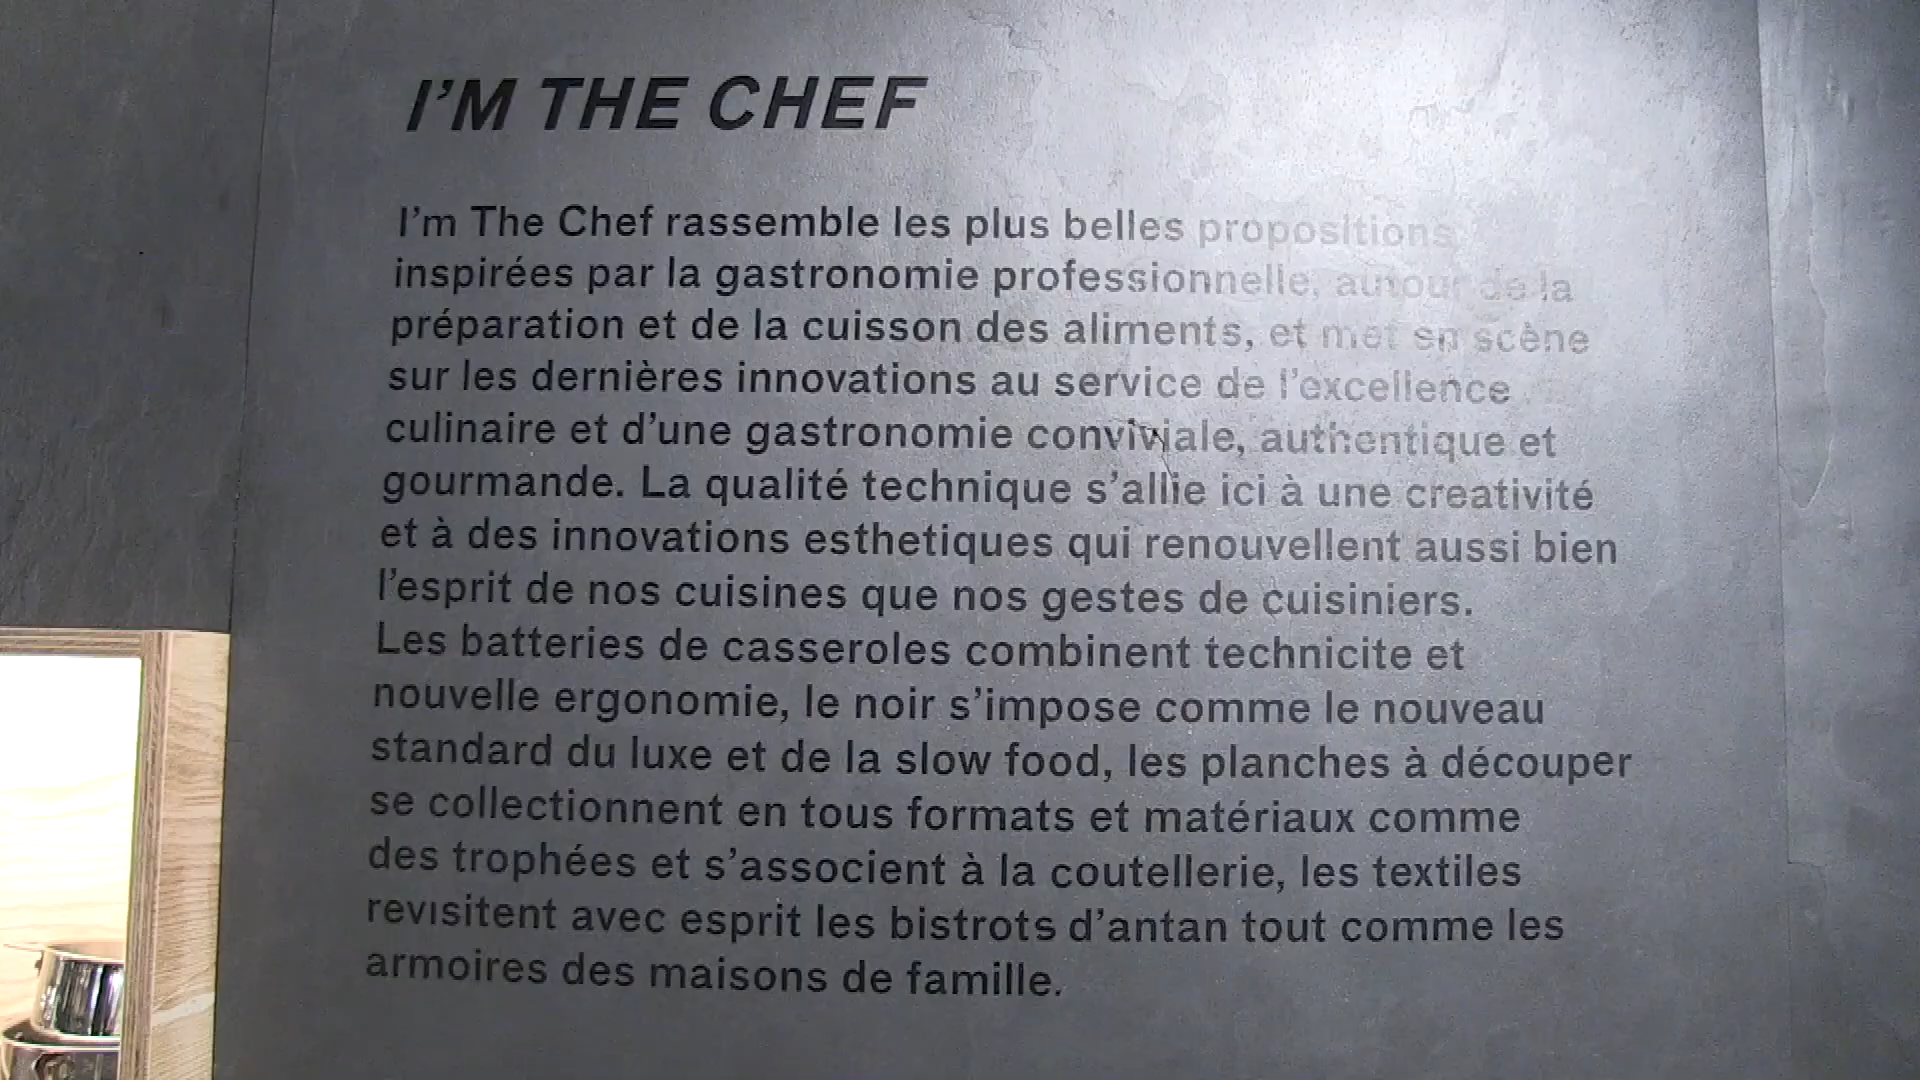 I'M THE CHEF
I'm The Chef rassemble les plus belles propositions
inspirées par la gastronomie professionnelle, autour de la
préparation et de la cuisson des aliments, et met en scène
sur les dernières innovations au service de l'excellence
culinaire et d'une gastronomie conviviale, authentique et
gourmande. La qualité technique s'allie ici à une creativité
et à des innovations esthetiques qui renouvellent aussi bien
l'esprit de nos cuisines que nos gestes de cuisiniers.
Les batteries de casseroles combinent technicite et
nouvelle ergonomie, le noir s'impose comme le nouveau
standard du luxe et de la slow food, les planches à découper
se collectionnent en tous formats et matériaux comme
des trophées et s'associent à la coutellerie, les textiles
revisitent avec esprit les bistrots d'antan tout comme les
armoires des maisons de famille.